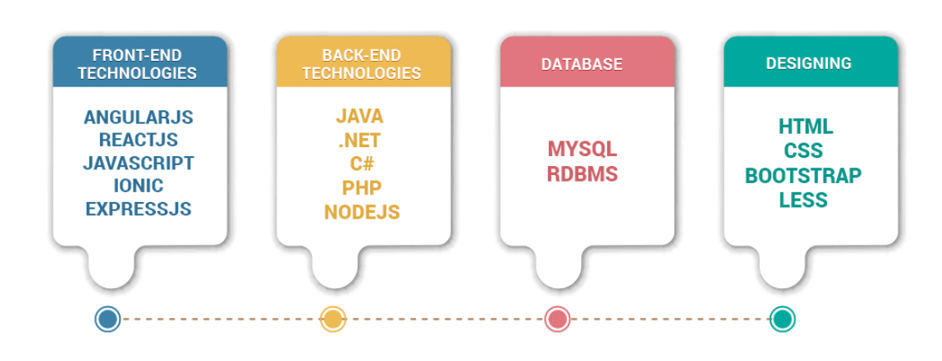 FRONT-END
TECHNOLOGIES
ANGULARJS
REACTJS
JAVASCRIPT
IONIC
EXPRESSJS
BACK-END
TECHNOLOGIES
JAVA
.NET
C#
PHP
NODEJS
DATABASE
MYSQL
RDBMS
DESIGNING
HTML
CSS
BOOTSTRAP
LESS